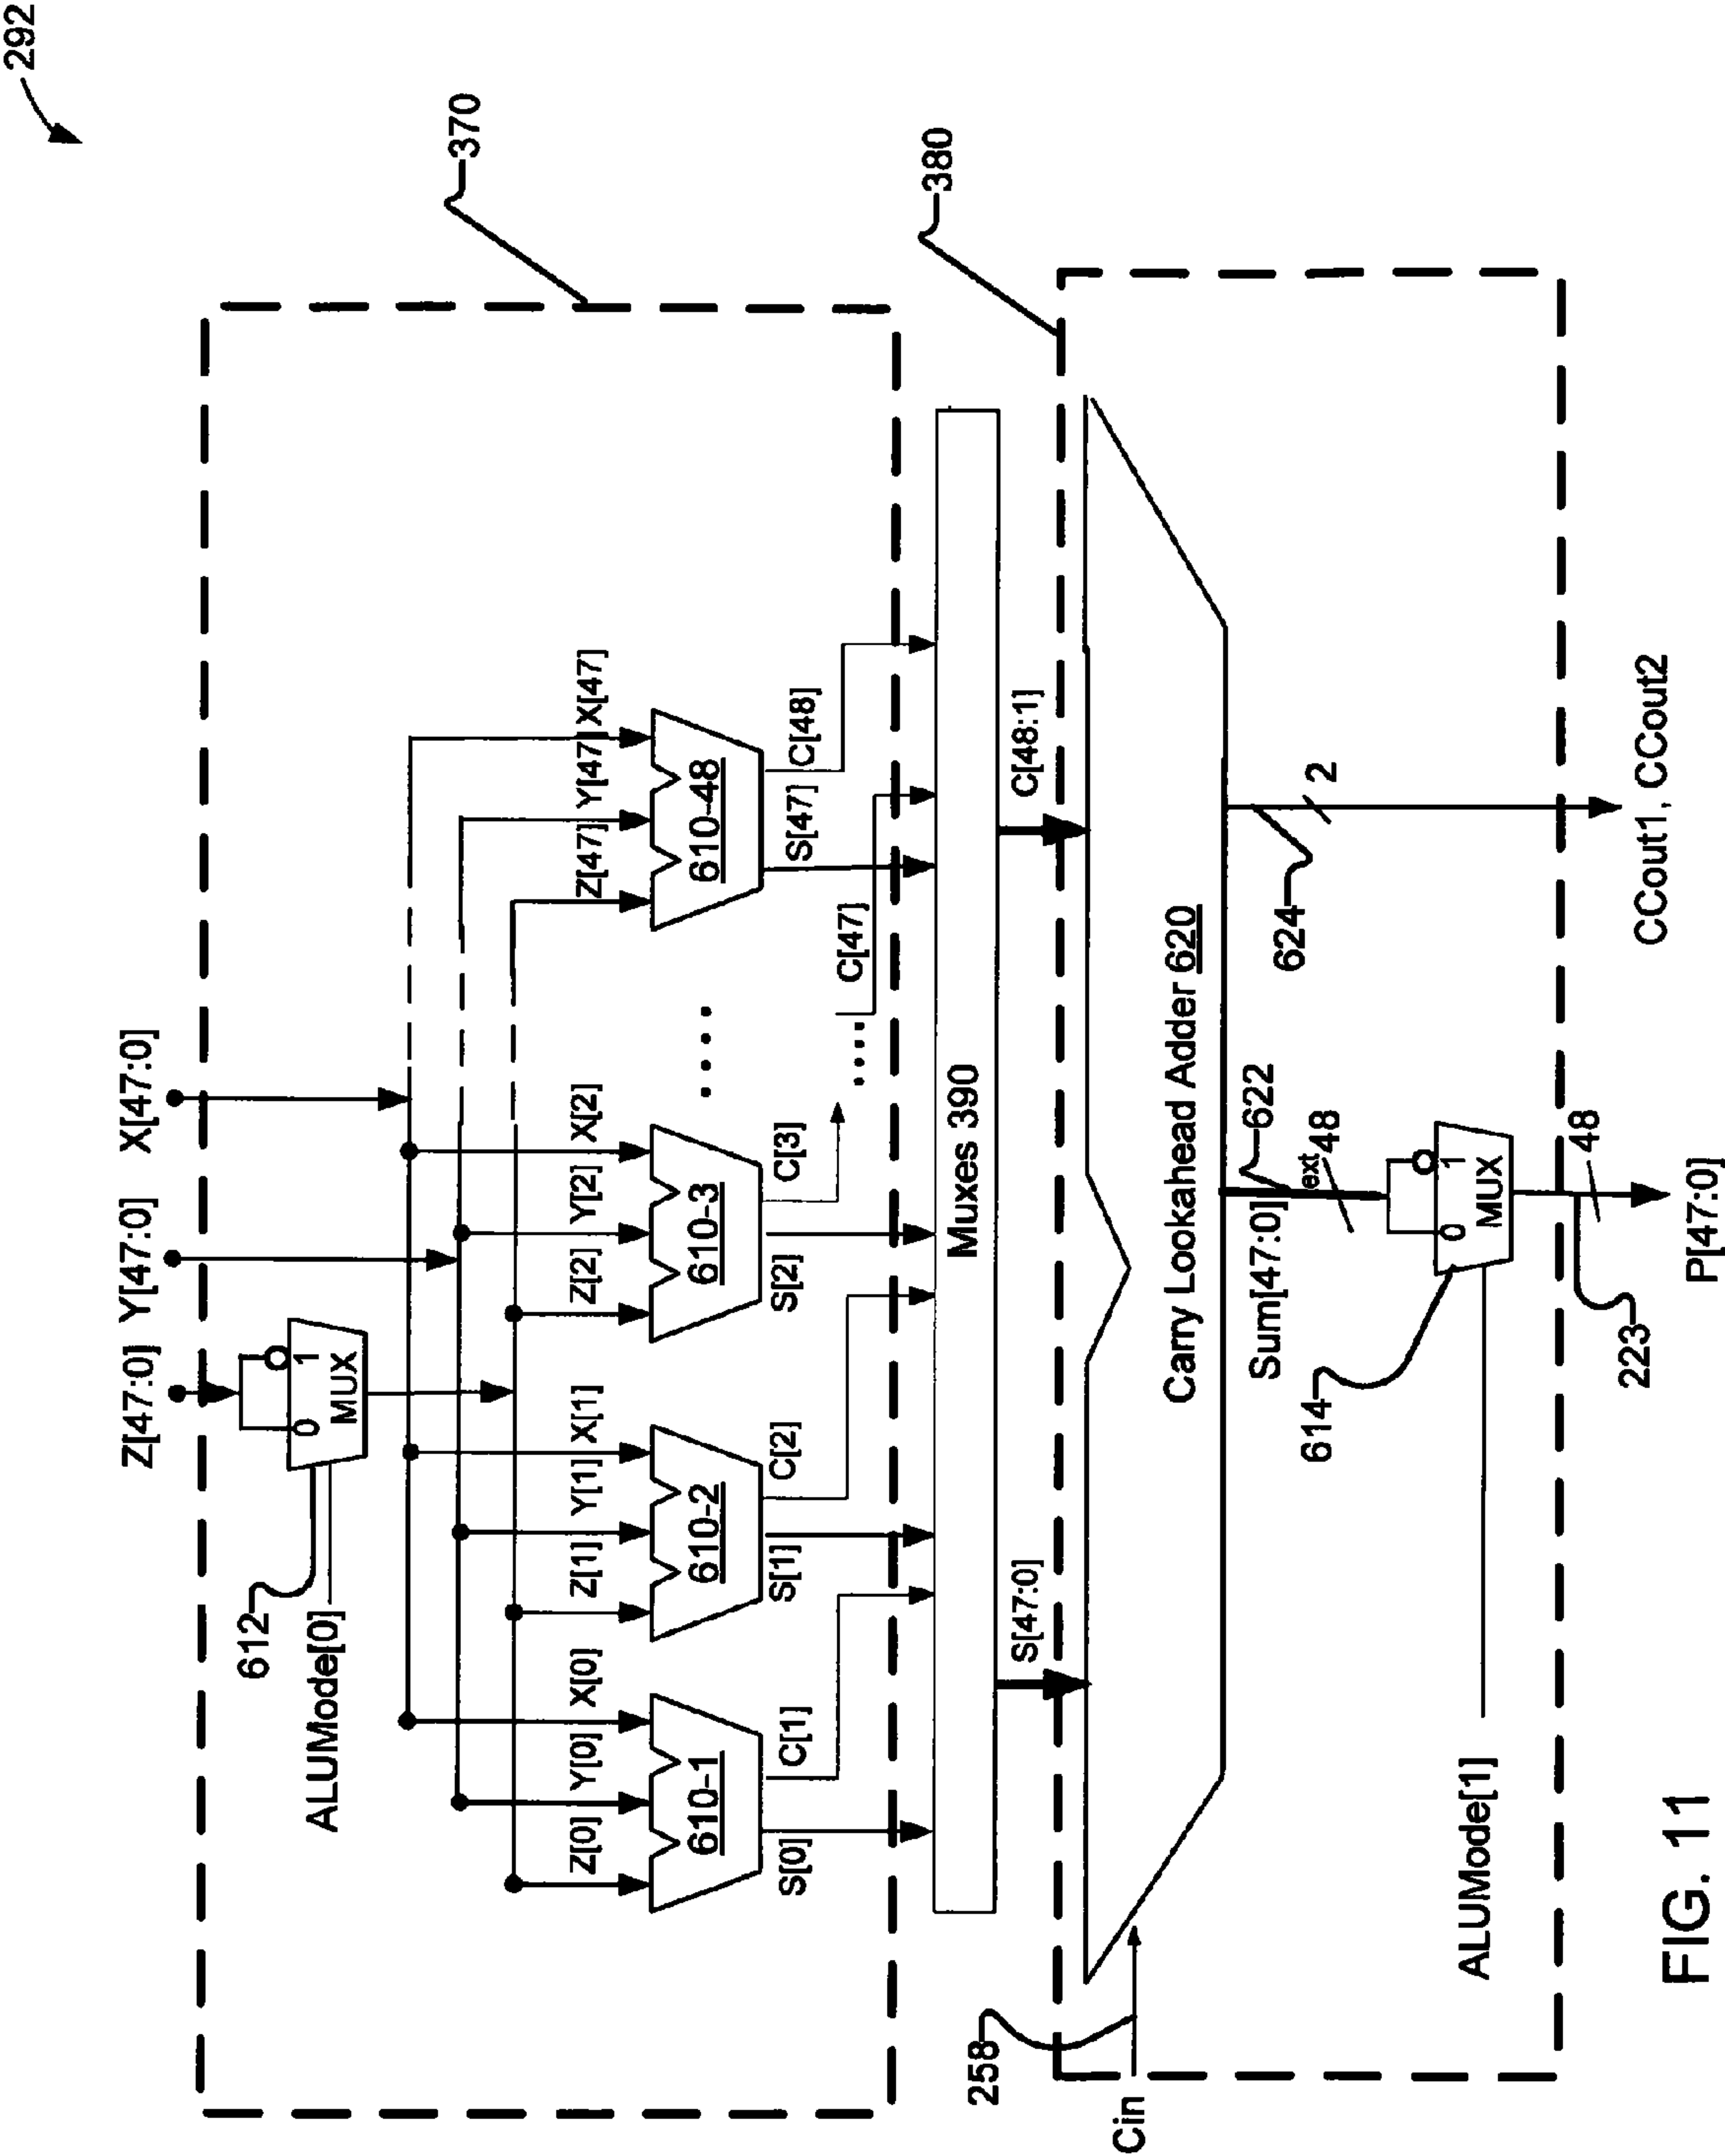 292
Z[47:0] Y[47:0] X[47:0]
370
612
0 1
MUX
ALUMode[0]
Z[0] Y[0] X[0]
Z[1] Y[1] X[1]
Z[2] Y[2] X[2]
Z[47] Y[47] X[47]
610-1
610-2
610-3
....
610-48
S[0] C[1]
S[1] C[2]
S[2] C[3]
....
C[47]
S[47] C[48]
Muxes 390
380
S[47:0]
C[48:1]
258
Cin
Carry Lookahead Adder 620
Sum[47:0]
622
ext
48
624
2
614
0 1
MUX
ALUMode[1]
223
48
P[47:0]
CCout1, CCout2
FIG. 11